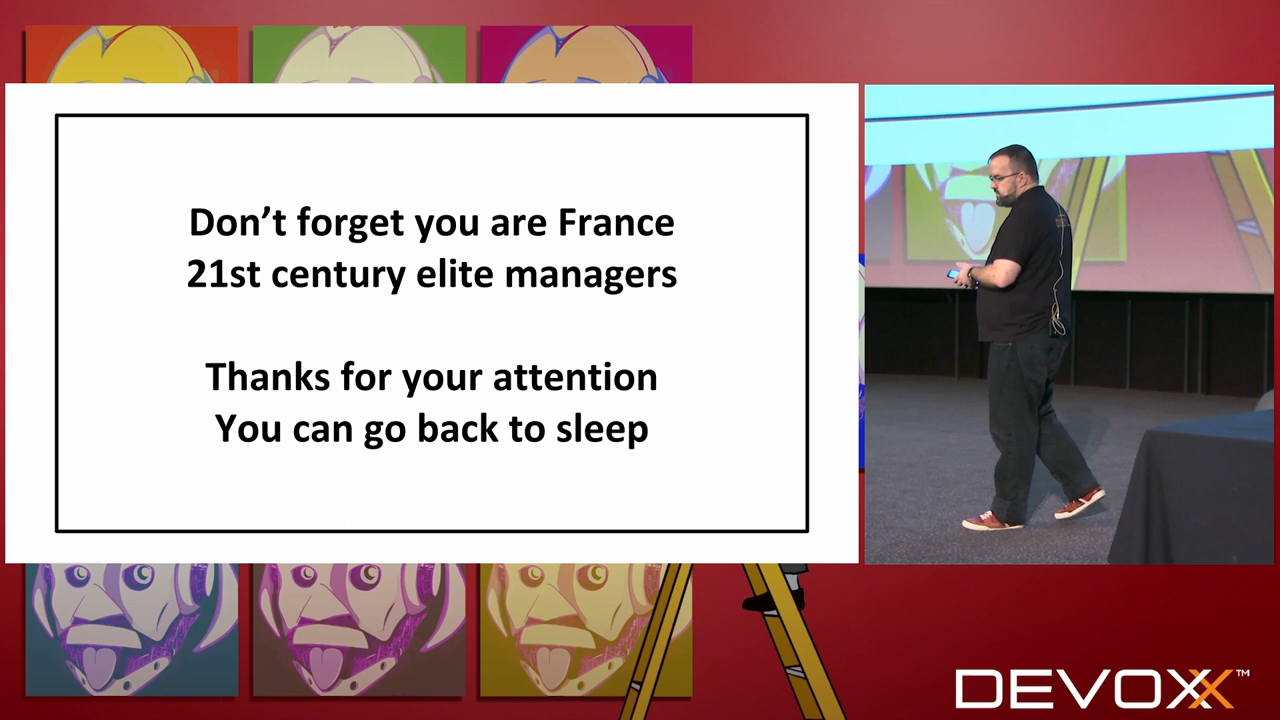 Don’t forget you are France
21st century elite managers
Thanks for your attention
You can go back to sleep
DEVOXX™